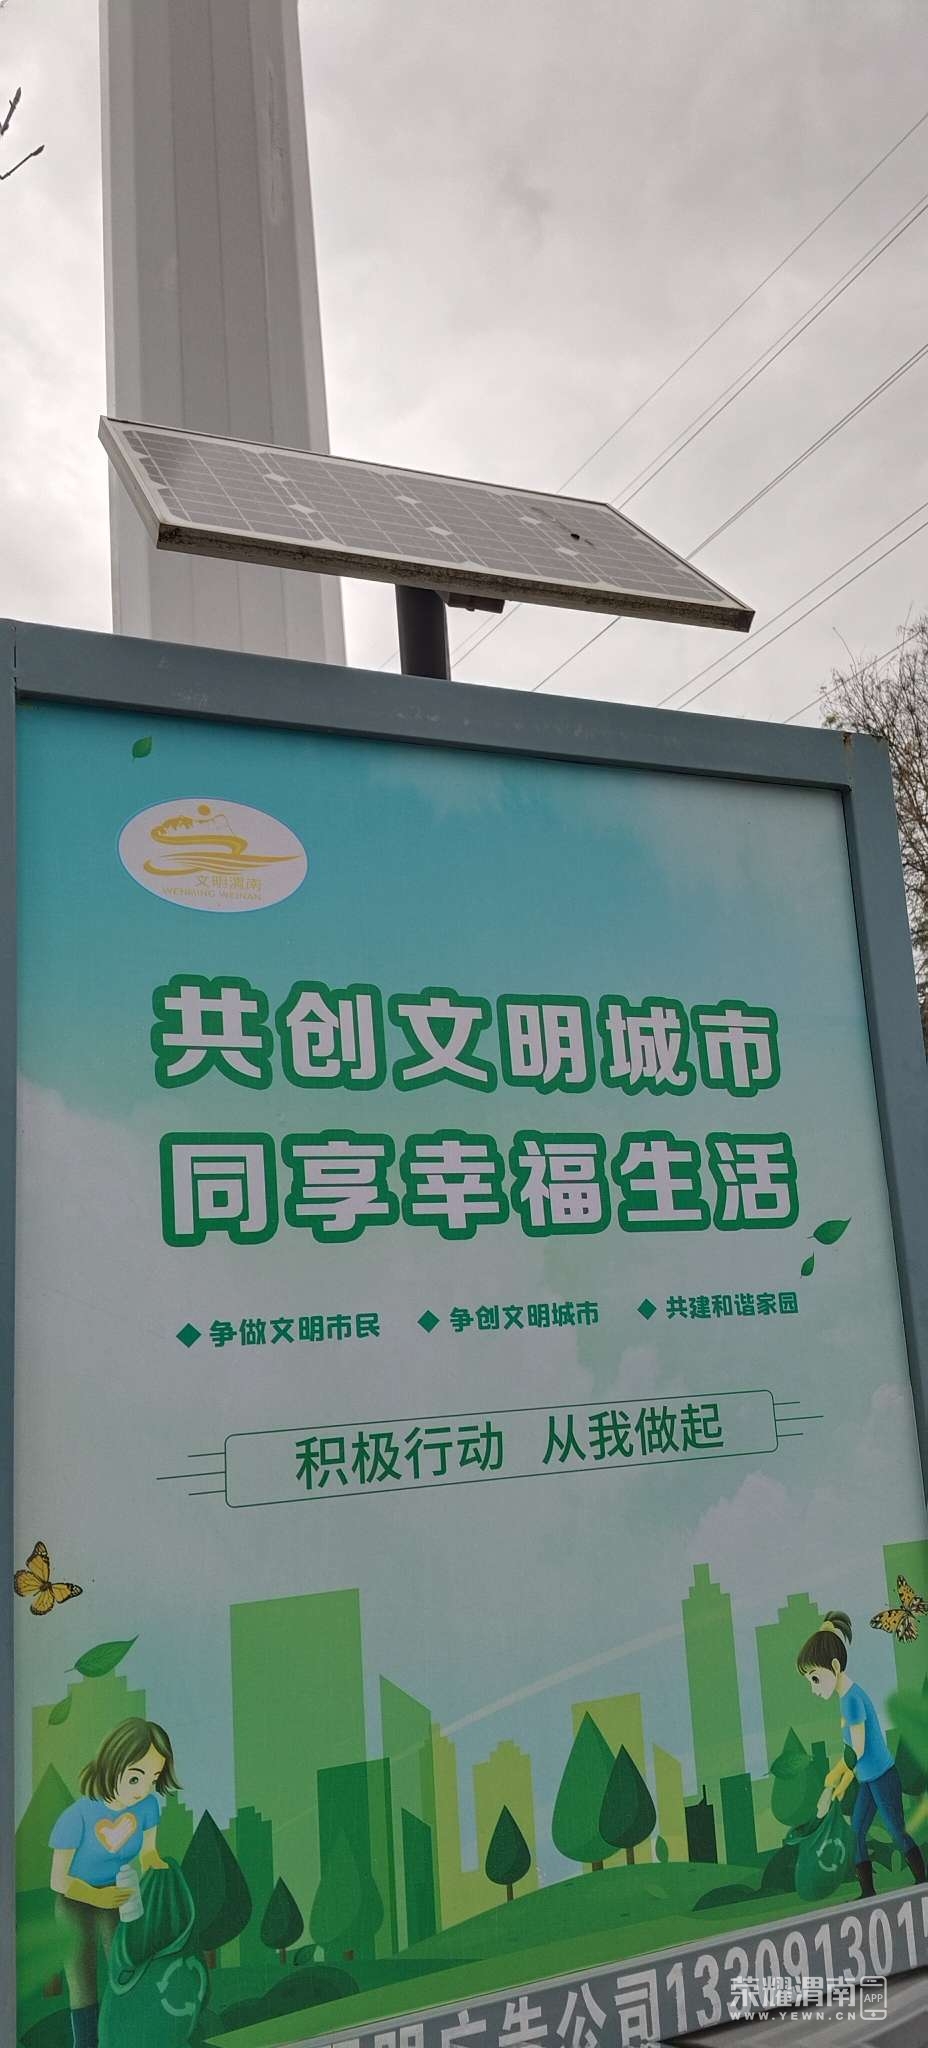 文明渭南
WENMING WEINAN
共创文明城市
同享幸福生活
◆争做文明市民 ◆争创文明城市 ◆共建和谐家园
积极行动 从我做起
广告公司1330913015
荣耀渭南 APP
WWW.YEWN.CN